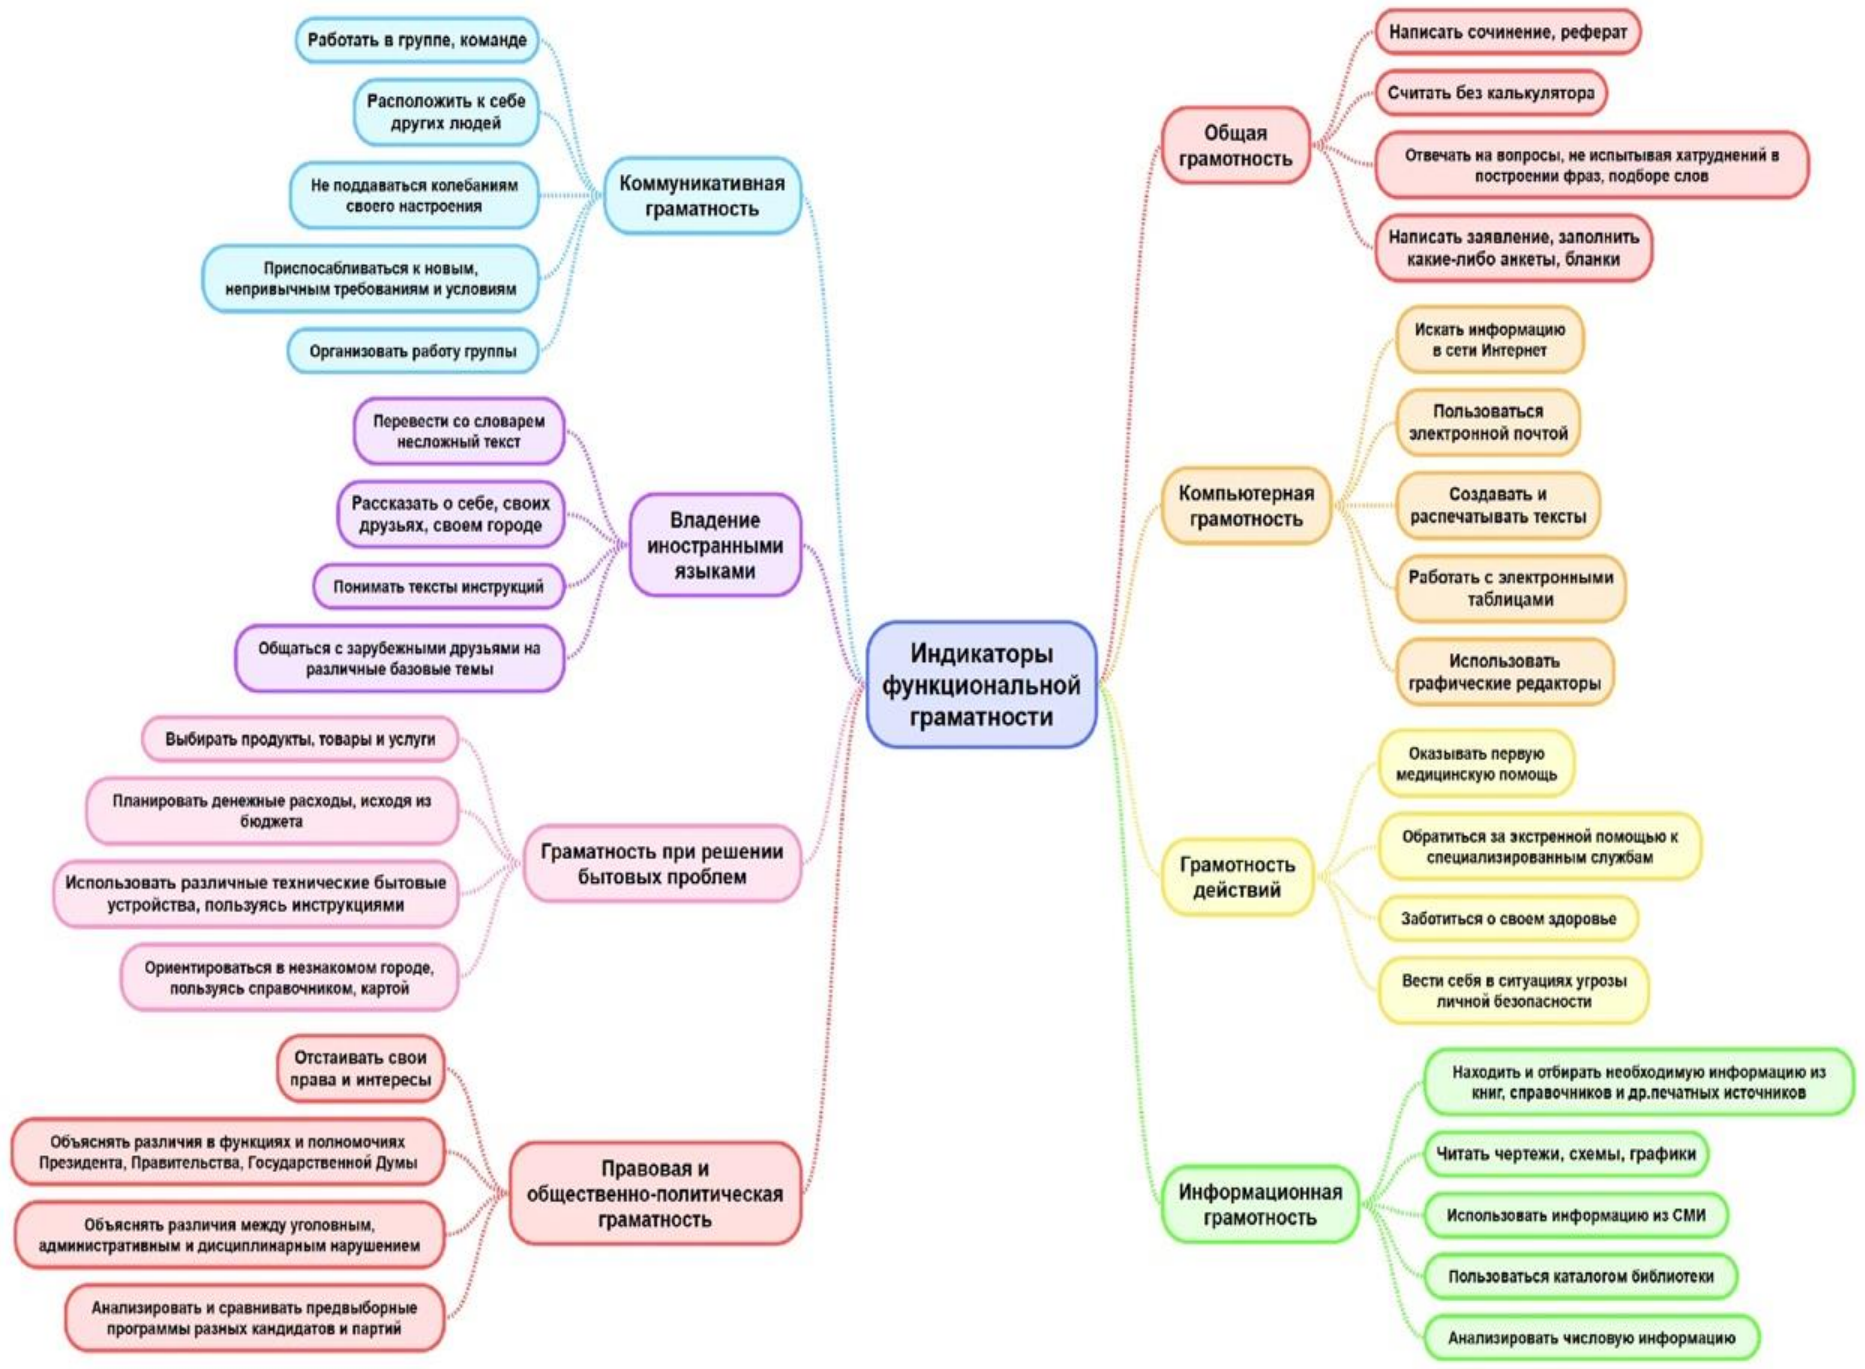 Индикаторы
функциональной
граматности
Общая
грамотность
Написать сочинение, реферат
Считать без калькулятора
Отвечать на вопросы, не испытывая хатруднений в
построении фраз, подборе слов
Написать заявление, заполнить
какие-либо анкеты, бланки
Компьютерная
грамотность
Искать информацию
в сети Интернет
Пользоваться
электронной почтой
Создавать и
распечатывать тексты
Работать с электронными
таблицами
Использовать
графические редакторы
Грамотность
действий
Оказывать первую
медицинскую помощь
Обратиться за экстренной помощью к
специализированным службам
Заботиться о своем здоровье
Вести себя в ситуациях угрозы
личной безопасности
Информационная
грамотность
Находить и отбирать необходимую информацию из
книг, справочников и др.печатных источников
Читать чертежи, схемы, графики
Использовать информацию из СМИ
Пользоваться каталогом библиотеки
Анализировать числовую информацию
Коммуникативная
граматность
Работать в группе, команде
Расположить к себе
других людей
Не поддаваться колебаниям
своего настроения
Приспосабливаться к новым,
непривычным требованиям и условиям
Организовать работу группы
Владение
иностранными
языками
Перевести со словарем
несложный текст
Рассказать о себе, своих
друзьях, своем городе
Понимать тексты инструкций
Общаться с зарубежными друзьями на
различные базовые темы
Граматность при решении
бытовых проблем
Выбирать продукты, товары и услуги
Планировать денежные расходы, исходя из
бюджета
Использовать различные технические бытовые
устройства, пользуясь инструкциями
Ориентироваться в незнакомом городе,
пользуясь справочником, картой
Правовая и
общественно-политическая
граматность
Отстаивать свои
права и интересы
Объяснять различия в функциях и полномочиях
Президента, Правительства, Государственной Думы
Объяснять различия между уголовным,
административным и дисциплинарным нарушением
Анализировать и сравнивать предвыборные
программы разных кандидатов и партий